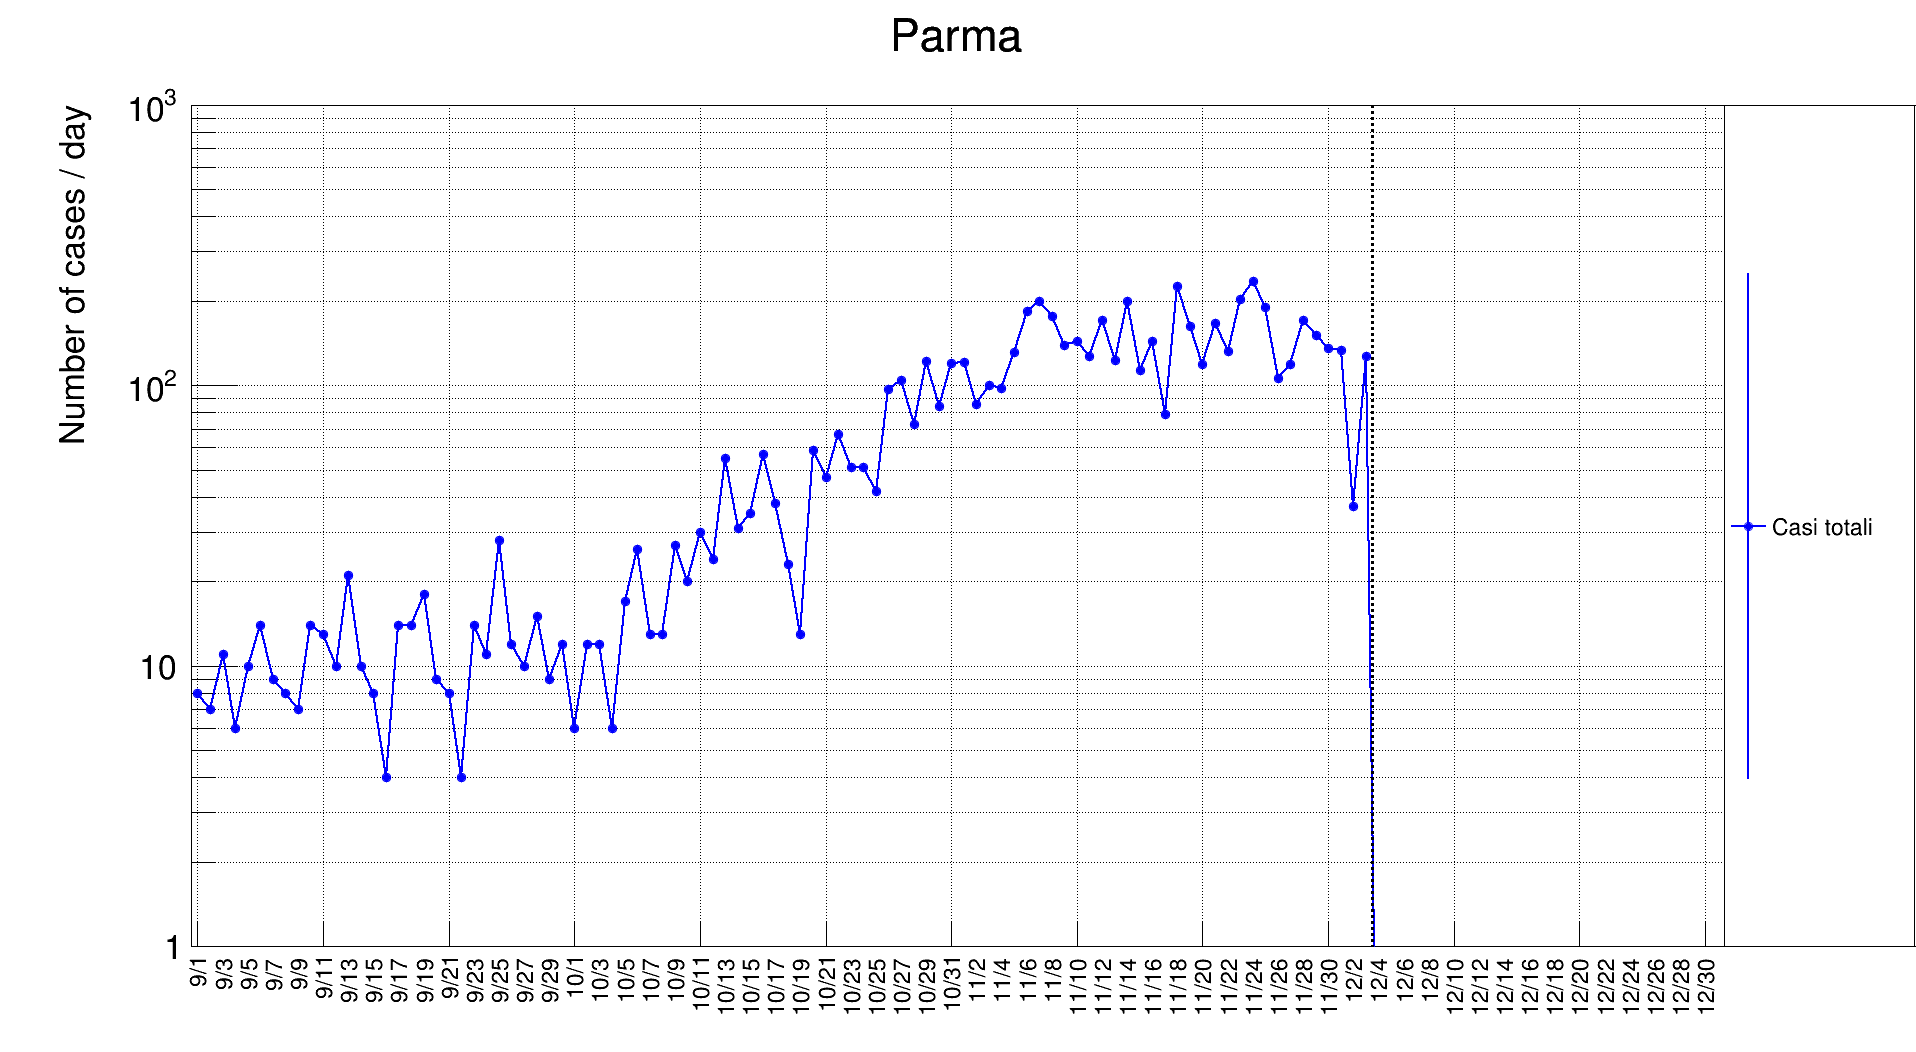 Parma
Number of cases / day
10³
10²
10
1
9/1 9/3 9/5 9/7 9/9 9/11 9/13 9/15 9/17 9/19 9/21 9/23 9/25 9/27 9/29 10/1 10/3 10/5 10/7 10/9 10/11 10/13 10/15 10/17 10/19 10/21 10/23 10/25 10/27 10/29 10/31 11/2 11/4 11/6 11/8 11/10 11/12 11/14 11/16 11/18 11/20 11/22 11/24 11/26 11/28 11/30 12/2 12/4 12/6 12/8 12/10 12/12 12/14 12/16 12/18 12/20 12/22 12/24 12/26 12/28 12/30
Casi totali